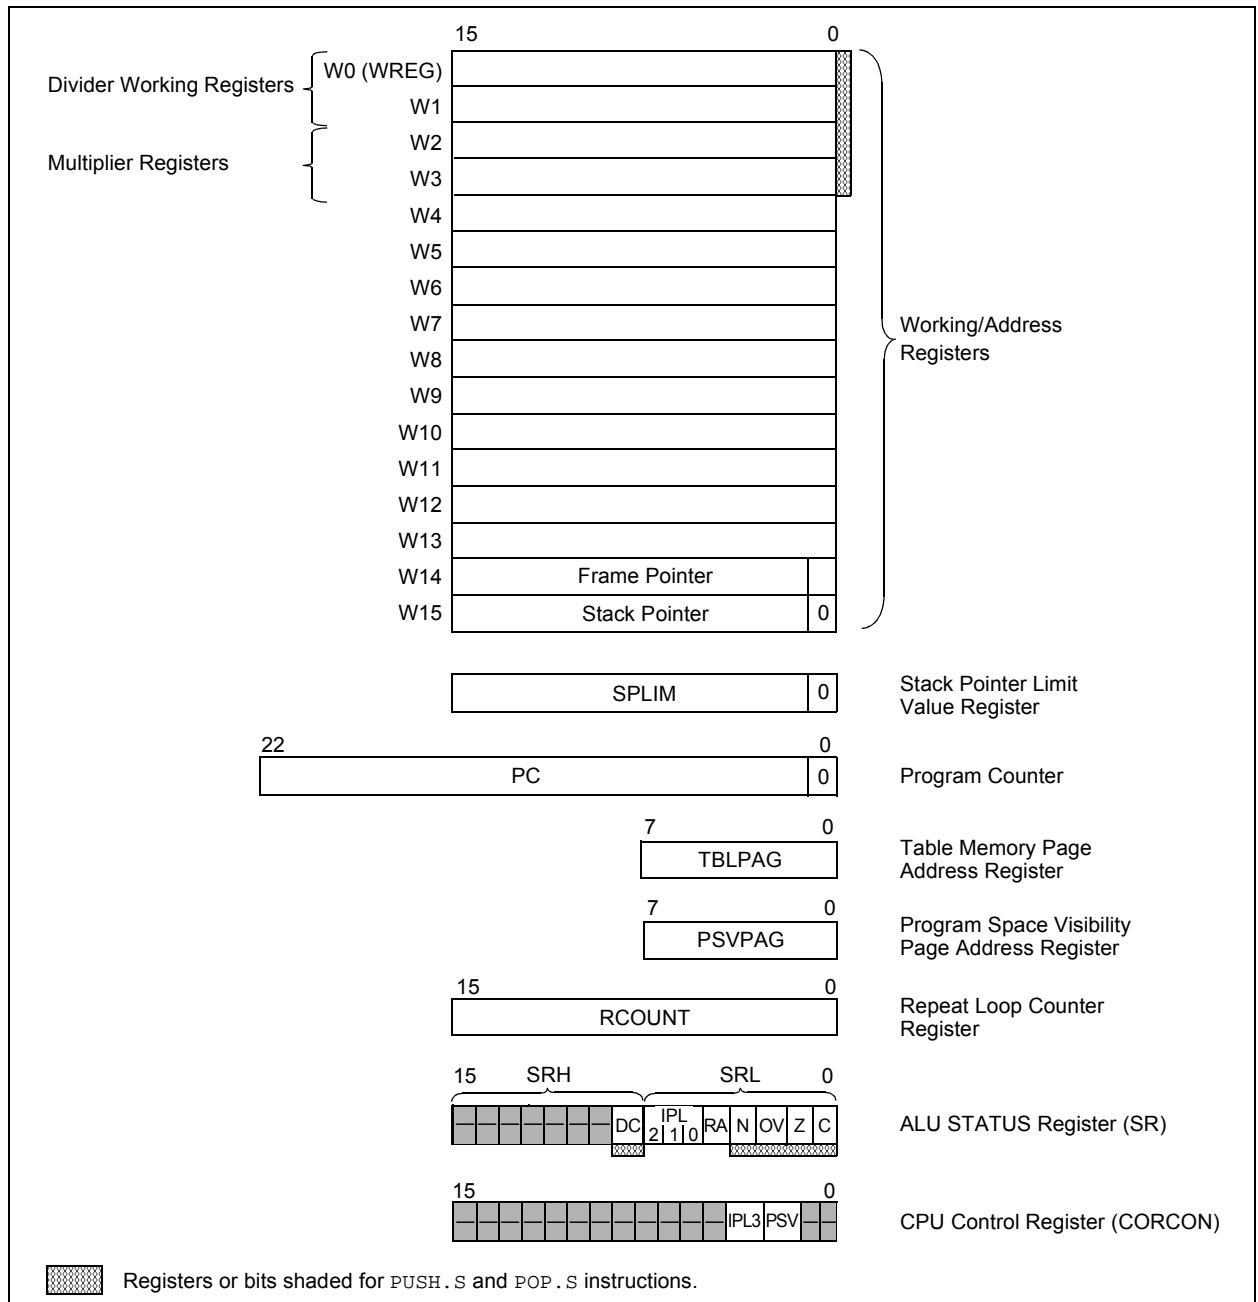 15 0
Divider Working Registers W0 (WREG)
W1
Multiplier Registers W2
W3
W4
W5
W6
W7 Working/Address
W8 Registers
W9
W10
W11
W12
W13
W14 Frame Pointer
W15 Stack Pointer 0
SPLIM 0 Stack Pointer Limit
Value Register
22 0
PC 0 Program Counter
7 0
TBLPAG Table Memory Page
Address Register
7 0
PSVPAG Program Space Visibility
Page Address Register
15 0
RCOUNT Repeat Loop Counter
Register
15 SRH SRL 0
— — — — — — — DC IPL 2 1 0 RA N OV Z C ALU STATUS Register (SR)
15 0
— — — — — — — — — — — — IPL3 PSV — — CPU Control Register (CORCON)
Registers or bits shaded for PUSH.S and POP.S instructions.